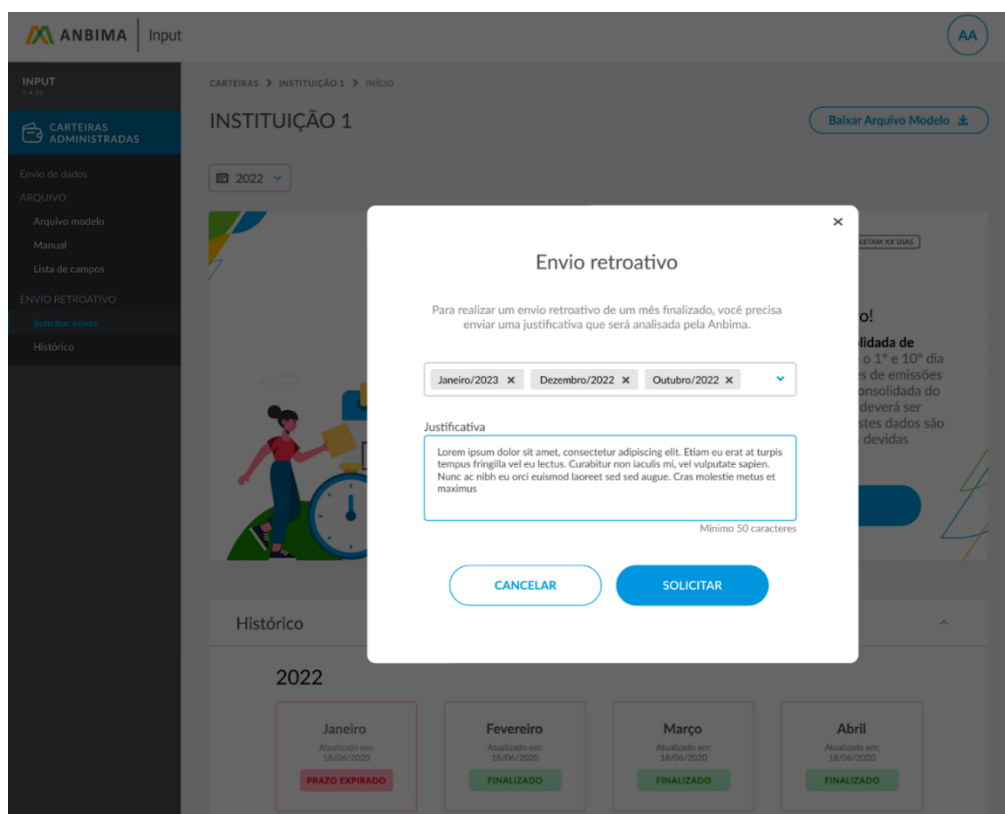 ANBIMA Input
AA
INPUT
CARTEIRAS
ADMINISTRADAS
Envio de dados
ARQUIVO
Arquivo modelo
Manual
Lista de campos
ENVIO RETROATIVO
Solicitar envio
Histórico
CARTEIRAS > INSTITUIÇÃO 1 > INÍCIO
INSTITUIÇÃO 1
Baixar Arquivo Modelo
2022
ESTAM XX DIAS
o!
lidada de
o 1º e 10º dia
s de emissões
onsolidada do
deverá ser
stes dados são
devidas
Envio retroativo
Para realizar um envio retroativo de um mês finalizado, você precisa
enviar uma justificativa que será analisada pela Anbima.
Janeiro/2023 × Dezembro/2022 × Outubro/2022 ×
Justificativa
Lorem ipsum dolor sit amet, consectetur adipiscing elit. Etiam eu erat at turpis
tempus fringilla vel eu lectus. Curabitur non iaculis mi, vel vulputate sapien.
Nunc ac nibh eu orci euismod laoreet sed sed augue. Cras molestie metus et
maximus
Mínimo 50 caracteres
CANCELAR
SOLICITAR
Histórico
2022
Janeiro
Atualizado em:
18/06/2020
PRAZO EXPIRADO
Fevereiro
Atualizado em:
18/06/2020
FINALIZADO
Março
Atualizado em:
18/06/2020
FINALIZADO
Abril
Atualizado em:
18/06/2020
FINALIZADO